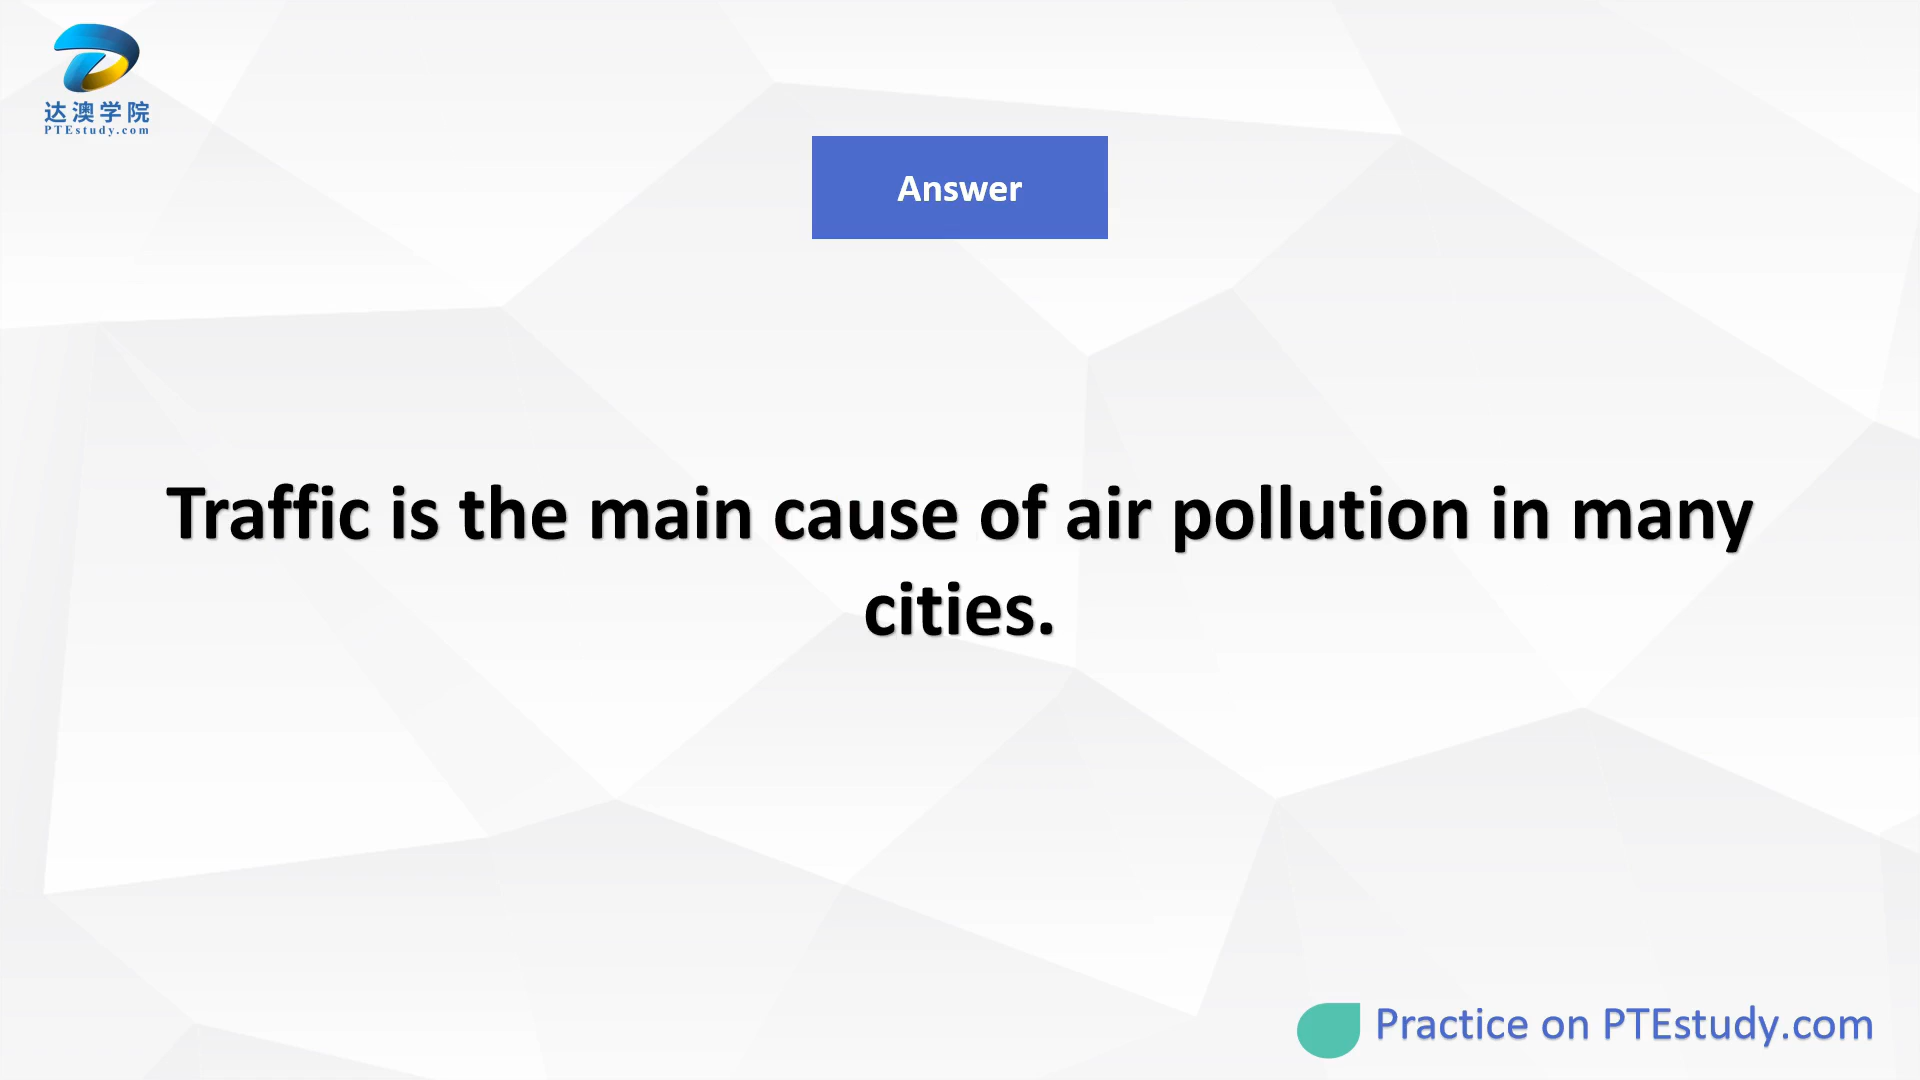 达澳学院
PTEstudy.com
Answer
Traffic is the main cause of air pollution in many
cities.
Practice on PTEstudy.com